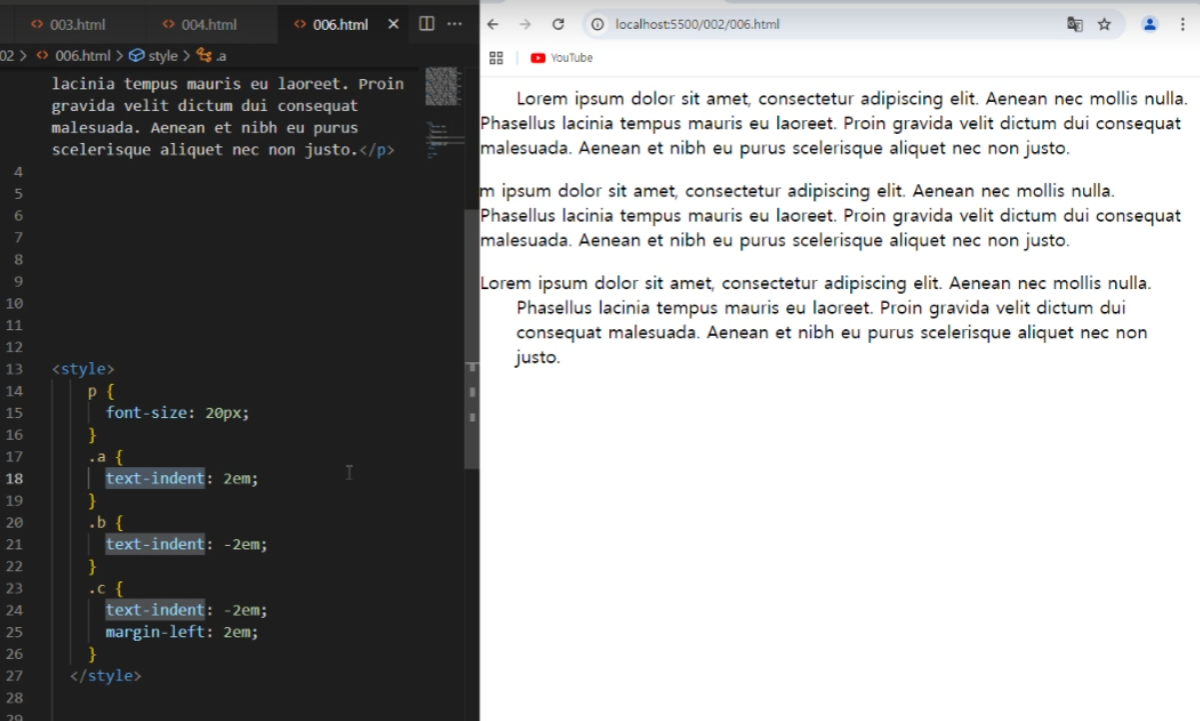 003.html
004.html
006.html
02 > 006.html > style > .a
lacinia tempus mauris eu laoreet. Proin
gravida velit dictum dui consequat
malesuada. Aenean et nibh eu purus
scelerisque aliquet nec non justo.</p>
4
5
6
7
8
9
10
11
12
13 <style>
14 p {
15 font-size: 20px;
16 }
17 .a {
18 text-indent: 2em;
19 }
20 .b {
21 text-indent: -2em;
22 }
23 .c {
24 text-indent: -2em;
25 margin-left: 2em;
26 }
27 </style>
28
29
localhost:5500/002/006.html
YouTube
Lorem ipsum dolor sit amet, consectetur adipiscing elit. Aenean nec mollis nulla.
Phasellus lacinia tempus mauris eu laoreet. Proin gravida velit dictum dui consequat
malesuada. Aenean et nibh eu purus scelerisque aliquet nec non justo.
m ipsum dolor sit amet, consectetur adipiscing elit. Aenean nec mollis nulla.
Phasellus lacinia tempus mauris eu laoreet. Proin gravida velit dictum dui consequat
malesuada. Aenean et nibh eu purus scelerisque aliquet nec non justo.
Lorem ipsum dolor sit amet, consectetur adipiscing elit. Aenean nec mollis nulla.
Phasellus lacinia tempus mauris eu laoreet. Proin gravida velit dictum dui
consequat malesuada. Aenean et nibh eu purus scelerisque aliquet nec non
justo.